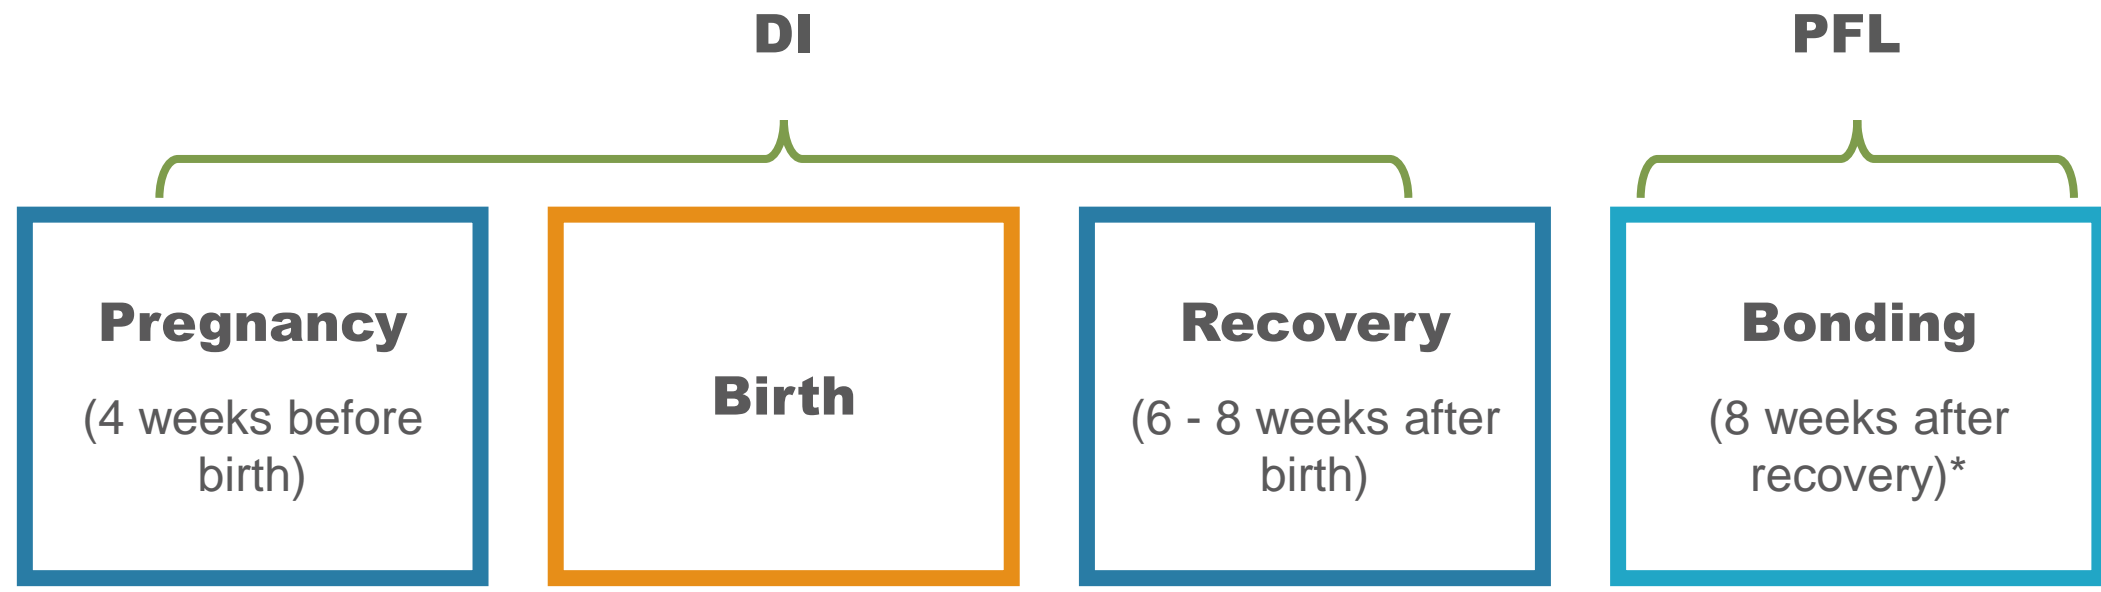 DI
PFL
Pregnancy
(4 weeks before
birth)
Birth
Recovery
(6 - 8 weeks after
birth)
Bonding
(8 weeks after
recovery)*